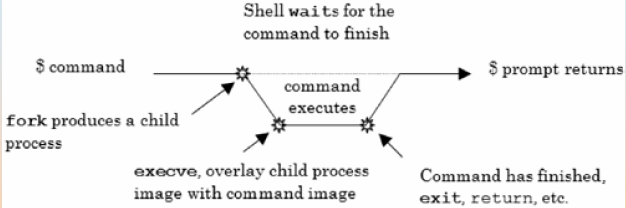 Shell waits for the
command to finish
$ command
$ prompt returns
command
executes
fork produces a child
process
execve, overlay child process
image with command image
Command has finished,
exit, return, etc.